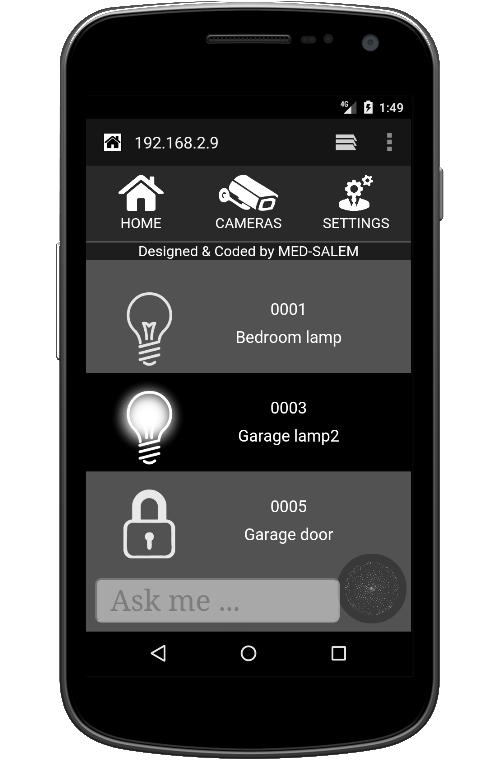 4G 1:49
192.168.2.9
HOME CAMERAS SETTINGS
Designed & Coded by MED-SALEM
0001
Bedroom lamp
0003
Garage lamp2
0005
Garage door
Ask me ...